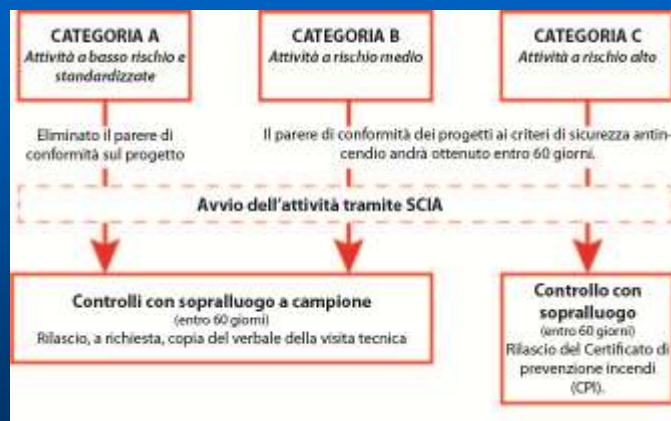 CATEGORIA A
Attività a basso rischio e
standardizzate
CATEGORIA B
Attività a rischio medio
CATEGORIA C
Attività a rischio alto
Eliminato il parere di
conformità sul progetto
Il parere di conformità dei progetti ai criteri di sicurezza antin-
cendio andrà ottenuto entro 60 giorni.
Avvio dell'attività tramite SCIA
Controlli con sopralluogo a campione
(entro 60 giorni)
Rilascio, a richiesta, copia del verbale della visita tecnica
Controllo con
sopralluogo
(entro 60 giorni)
Rilascio del Certificato di
prevenzione incendi
(CPI).